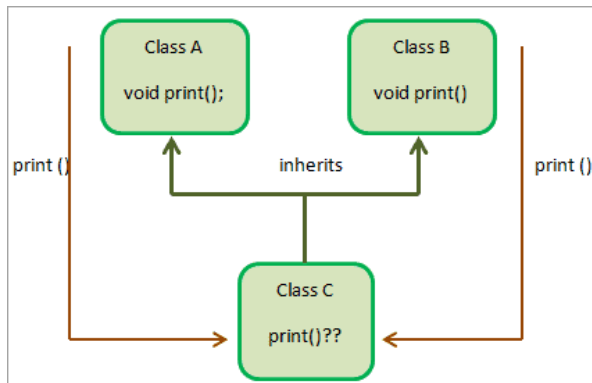 Class A
void print();
Class B
void print()
print ()
inherits
print ()
Class C
print()??